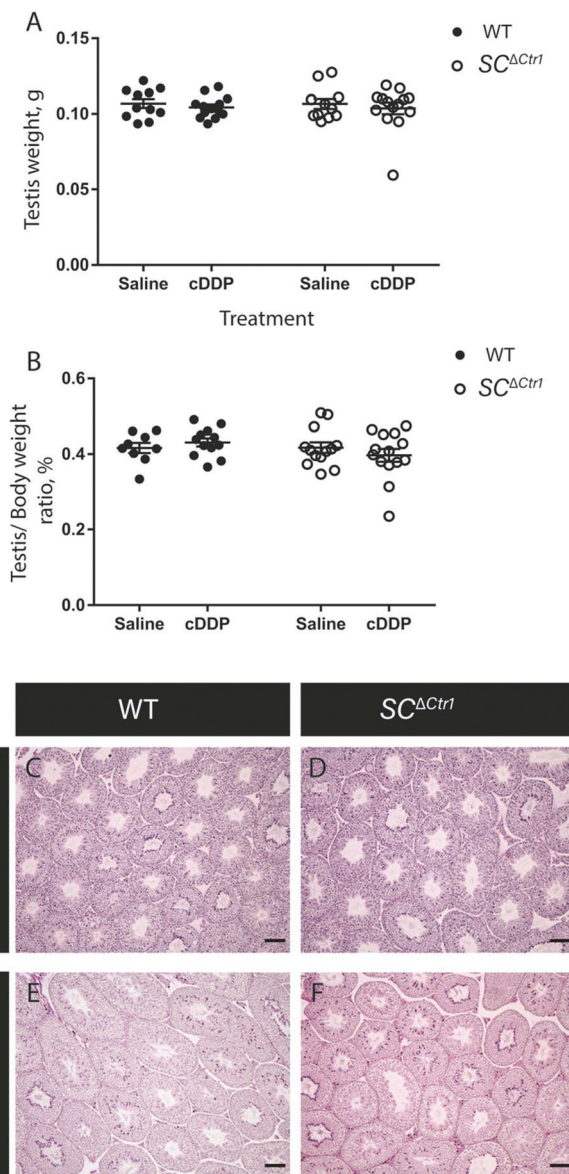 A
WT
SC^ΔCtr1
Testis weight, g
0.15
0.10
0.05
0.00
Saline cDDP Saline cDDP
Treatment
B
WT
SC^ΔCtr1
Testis/ Body weight
ratio, %
0.6
0.4
0.2
0.0
Saline cDDP Saline cDDP
WT SC^ΔCtr1
C D
E F